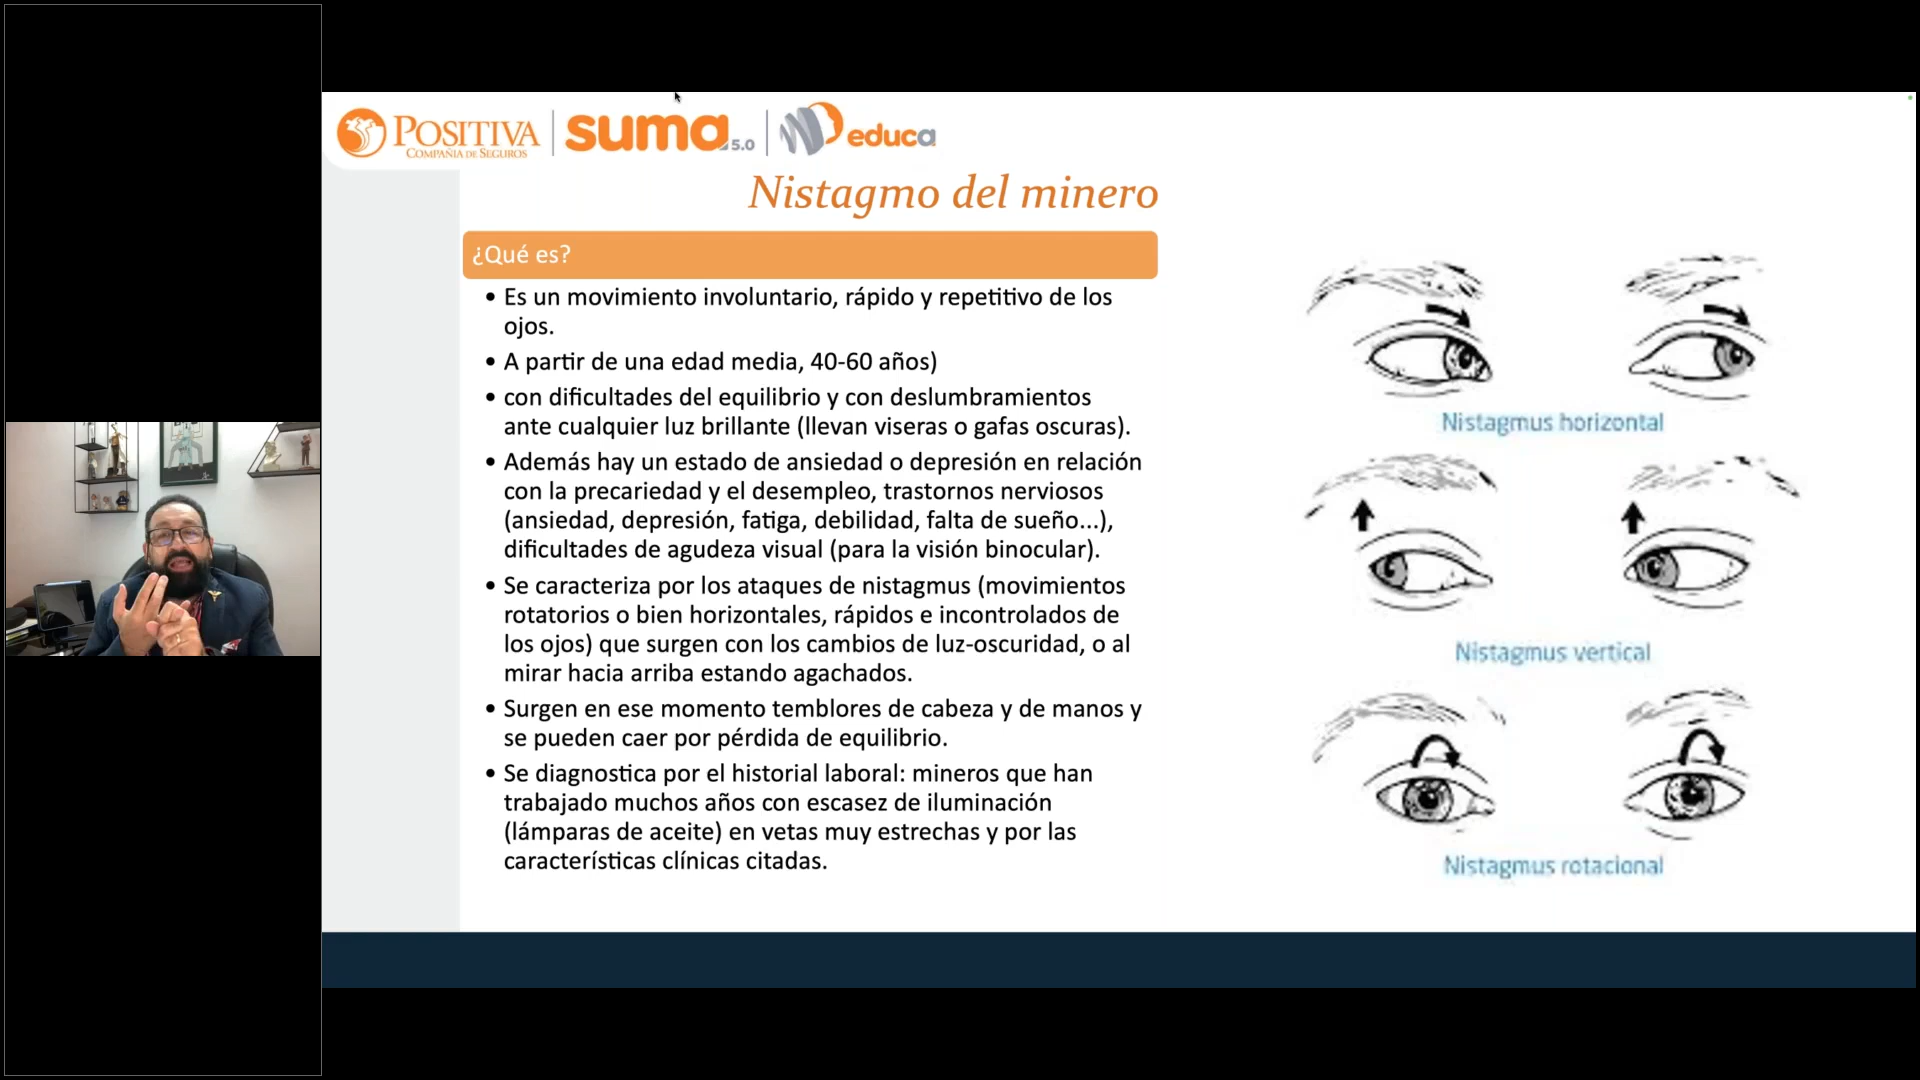 POSITIVA
COMPAÑIA DE SEGUROS
suma 5.0
educa
Nistagmo del minero
¿Qué es?
• Es un movimiento involuntario, rápido y repetitivo de los
ojos.
• A partir de una edad media, 40-60 años)
• con dificultades del equilibrio y con deslumbramientos
ante cualquier luz brillante (llevan viseras o gafas oscuras).
• Además hay un estado de ansiedad o depresión en relación
con la precariedad y el desempleo, trastornos nerviosos
(ansiedad, depresión, fatiga, debilidad, falta de sueño...),
dificultades de agudeza visual (para la visión binocular).
• Se caracteriza por los ataques de nistagmus (movimientos
rotatorios o bien horizontales, rápidos e incontrolados de
los ojos) que surgen con los cambios de luz-oscuridad, o al
mirar hacia arriba estando agachados.
• Surgen en ese momento temblores de cabeza y de manos y
se pueden caer por pérdida de equilibrio.
• Se diagnostica por el historial laboral: mineros que han
trabajado muchos años con escasez de iluminación
(lámparas de aceite) en vetas muy estrechas y por las
características clínicas citadas.
Nistagmus horizontal
Nistagmus vertical
Nistagmus rotacional